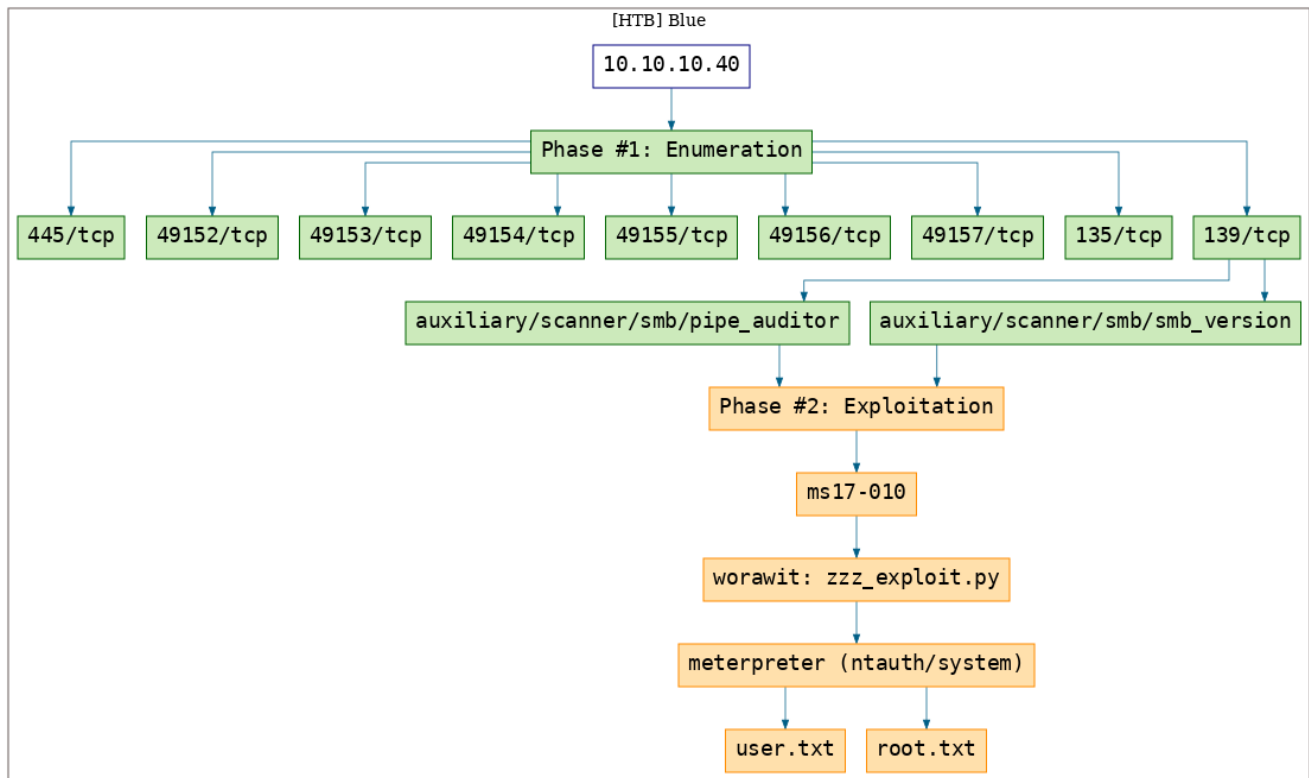 [HTB] Blue
10.10.10.40
Phase #1: Enumeration
445/tcp
49152/tcp
49153/tcp
49154/tcp
49155/tcp
49156/tcp
49157/tcp
135/tcp
139/tcp
auxiliary/scanner/smb/pipe_auditor
auxiliary/scanner/smb/smb_version
Phase #2: Exploitation
ms17-010
worawit: zzz_exploit.py
meterpreter (ntauth/system)
user.txt
root.txt